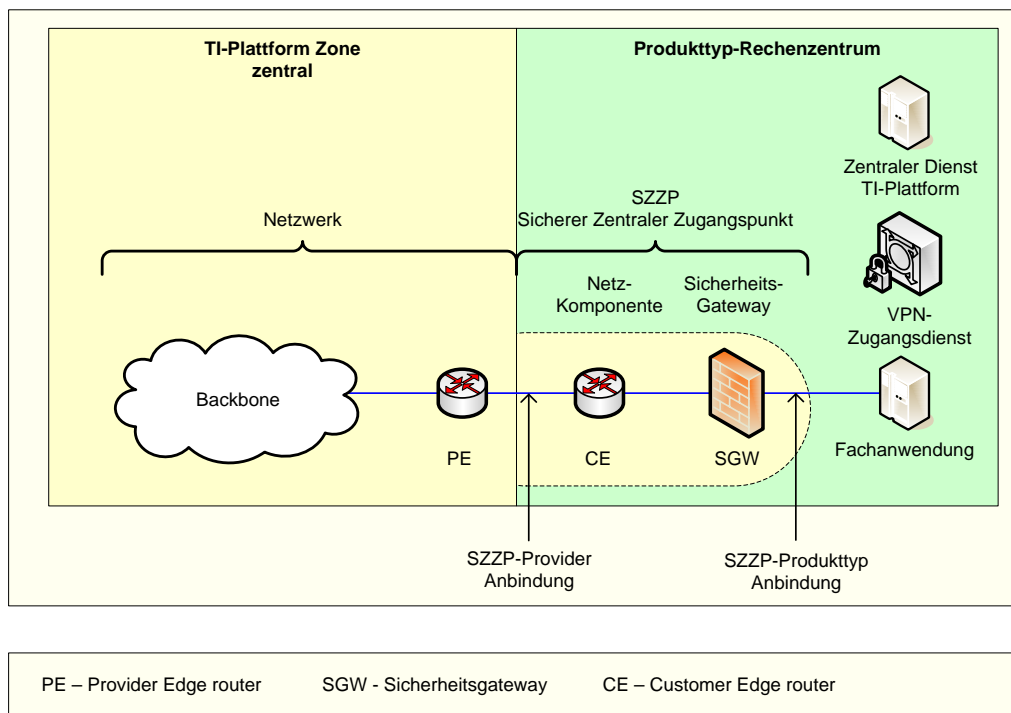 TI-Plattform Zone
zentral
Produkttyp-Rechenzentrum
Zentraler Dienst
TI-Plattform
SZZP
Sicherer Zentraler Zugangspunkt
Netzwerk
Netz-
Komponente
Sicherheits-
Gateway
VPN-
Zugangsdienst
Backbone
PE
CE
SGW
Fachanwendung
SZZP-Provider
Anbindung
SZZP-Produkttyp
Anbindung
PE – Provider Edge router
SGW - Sicherheitsgateway
CE – Customer Edge router